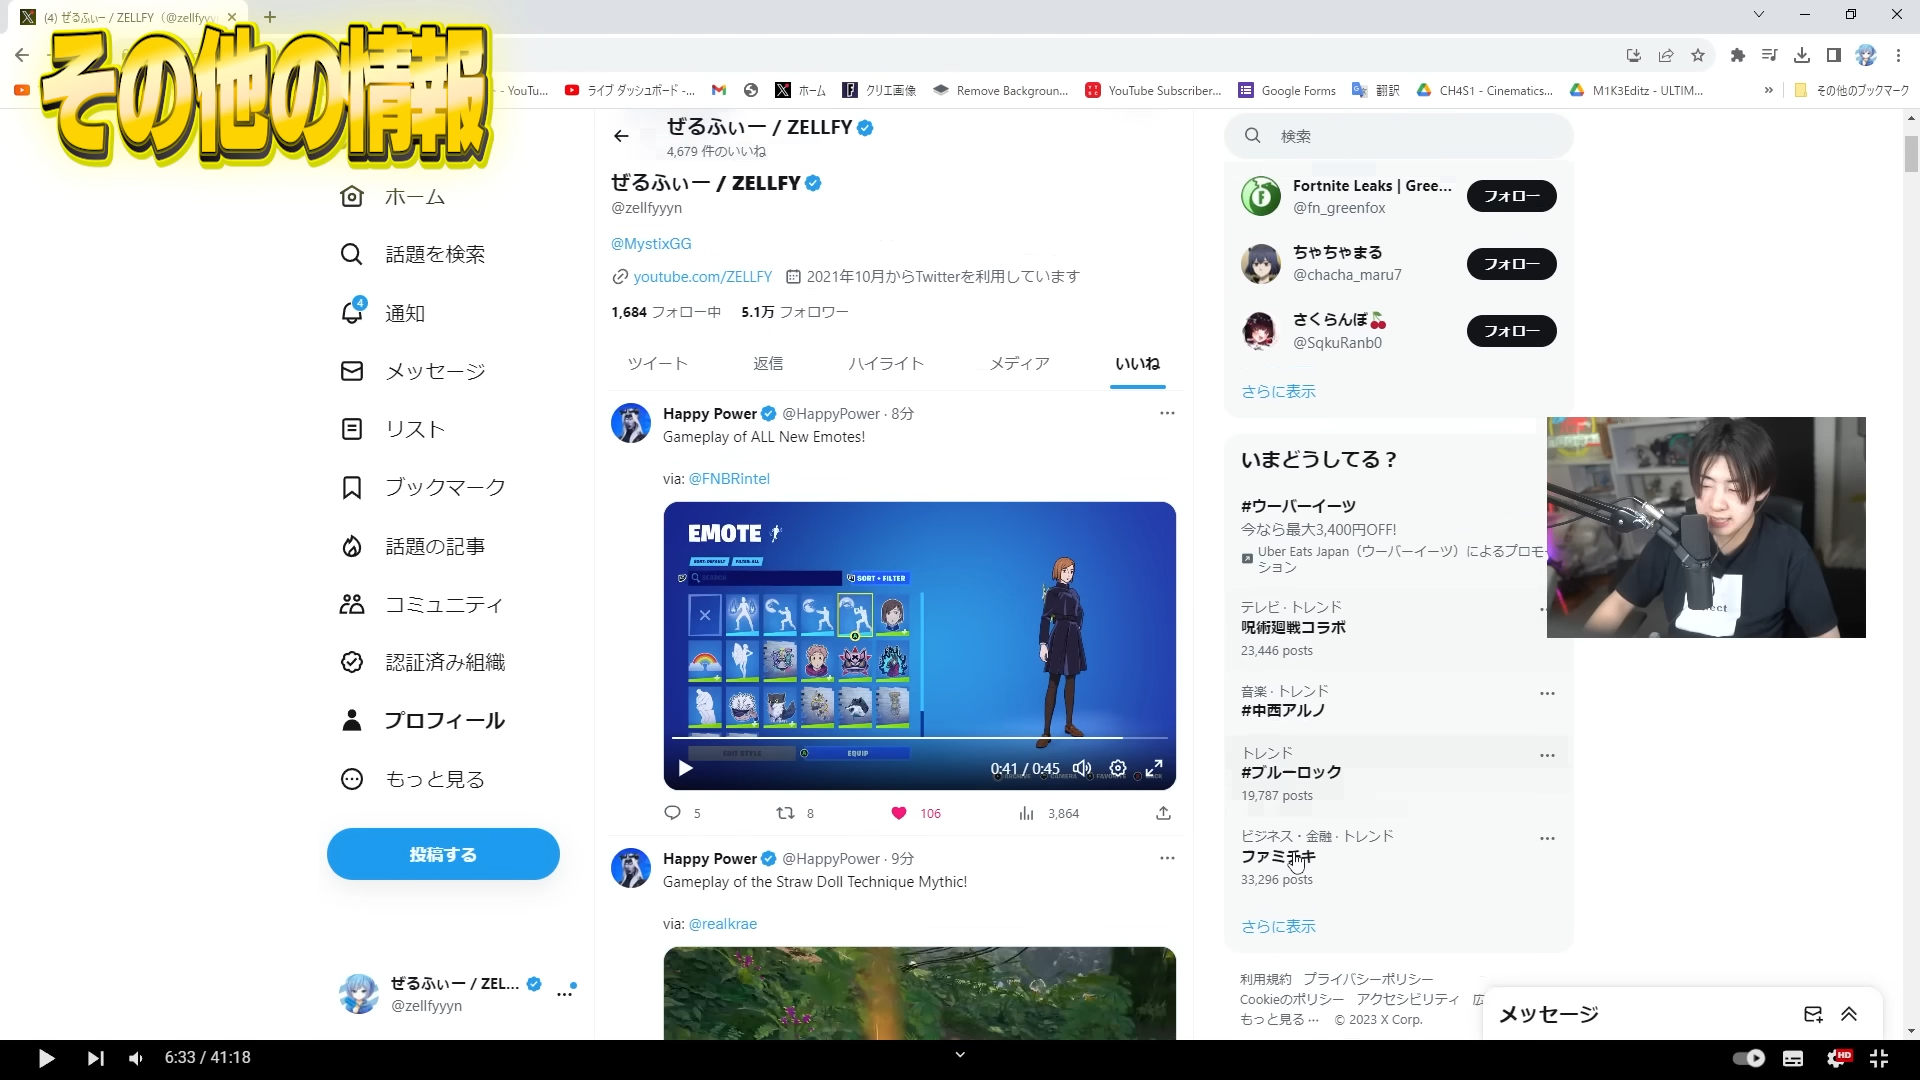 (4) ぜるふぃー / ZELLFY（@zellfyyy
その他の情報
- YouTu...
ライブ ダッシュボード -...
ホーム
クリエ画像
Remove Backgroun...
YouTube Subscriber...
Google Forms
翻訳
CH4S1 - Cinematics...
M1K3Editz - ULTIM...
»
その他のブックマーク
ホーム
話題を検索
4
通知
メッセージ
リスト
ブックマーク
話題の記事
コミュニティ
認証済み組織
プロフィール
もっと見る
投稿する
ぜるふぃー / ZEL...
@zellfyyyn
ぜるふぃー / ZELLFY
4,679 件のいいね
ぜるふぃー / ZELLFY
@zellfyyyn
@MystixGG
youtube.com/ZELLFY 2021年10月からTwitterを利用しています
1,684 フォロー中 5.1万 フォロワー
ツイート 返信 ハイライト メディア いいね
Happy Power @HappyPower · 8分
Gameplay of ALL New Emotes!
via: @FNBRintel
EMOTE
SORT: DEFAULT FILTER: ALL
SEARCH
SORT + FILTER
EDIT STYLE
EQUIP
0:41 / 0:45
5 8 106 3,864
Happy Power @HappyPower · 9分
Gameplay of the Straw Doll Technique Mythic!
via: @realkrae
検索
Fortnite Leaks | Gree...
@fn_greenfox
フォロー
ちゃちゃまる
@chacha_maru7
フォロー
さくらんぼ🍒
@SqkuRanb0
フォロー
さらに表示
いまどうしてる？
#ウーバーイーツ
今なら最大3,400円OFF!
Uber Eats Japan（ウーバーイーツ）によるプロモー
ション
テレビ · トレンド
呪術廻戦コラボ
23,446 posts
音楽 · トレンド
#中西アルノ
トレンド
#ブルーロック
19,787 posts
ビジネス・金融 · トレンド
ファミチキ
33,296 posts
さらに表示
利用規約 プライバシーポリシー
Cookieのポリシー アクセシビリティ 広
もっと見る ··· © 2023 X Corp.
メッセージ
6:33 / 41:18
HD